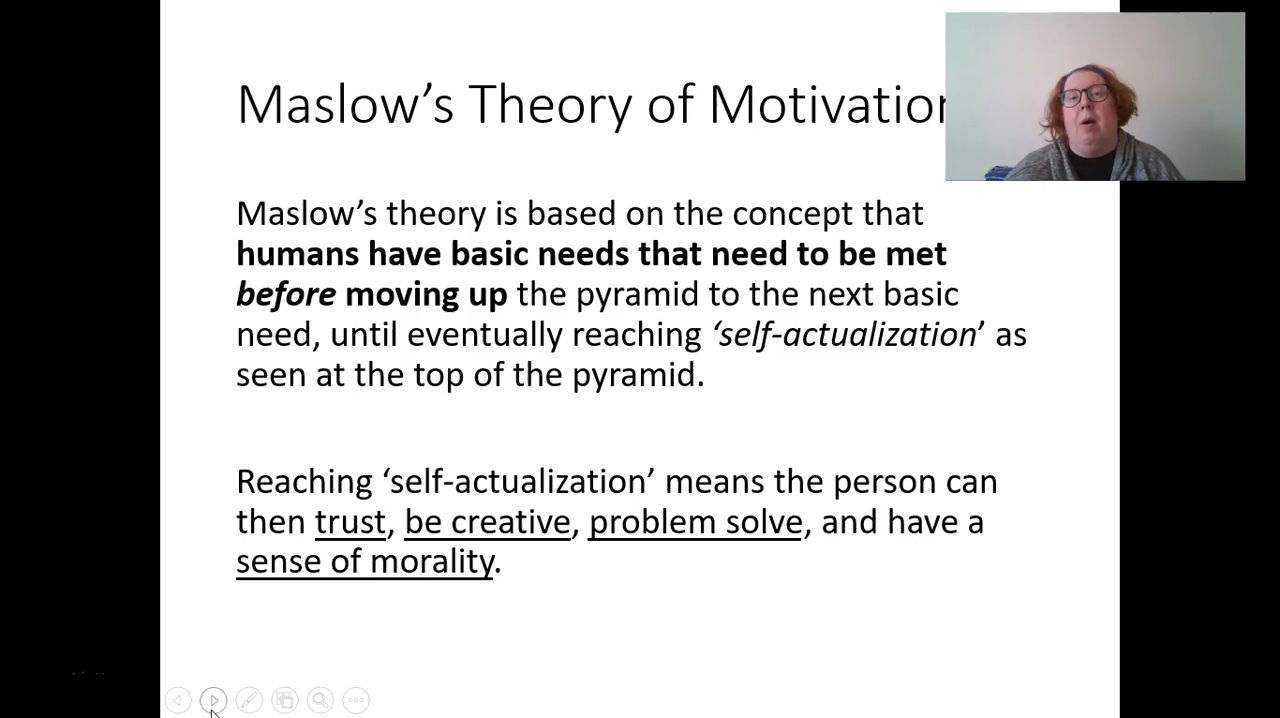 Maslow’s Theory of Motivation
Maslow’s theory is based on the concept that
humans have basic needs that need to be met
before moving up the pyramid to the next basic
need, until eventually reaching ‘self-actualization’ as
seen at the top of the pyramid.
Reaching ‘self-actualization’ means the person can
then trust, be creative, problem solve, and have a
sense of morality.